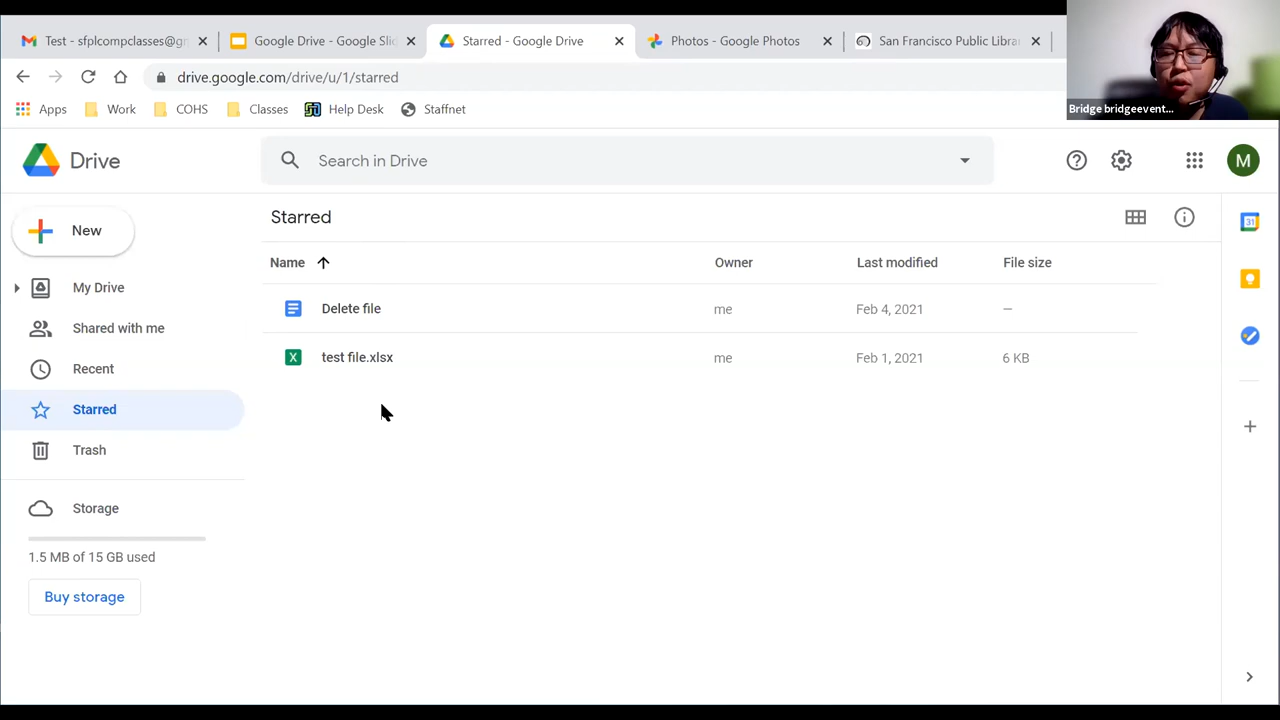 Test - sfplcompclasses@gm
Google Drive - Google Slid
Starred - Google Drive
Photos - Google Photos
San Francisco Public Libra
drive.google.com/drive/u/1/starred
Apps
Work
COHS
Classes
Help Desk
Staffnet
Bridge bridgeevent...
Drive
Search in Drive
M
New
Starred
31
Name
Owner
Last modified
File size
My Drive
Delete file
me
Feb 4, 2021
–
Shared with me
X
test file.xlsx
me
Feb 1, 2021
6 KB
Recent
Starred
Trash
Storage
1.5 MB of 15 GB used
Buy storage